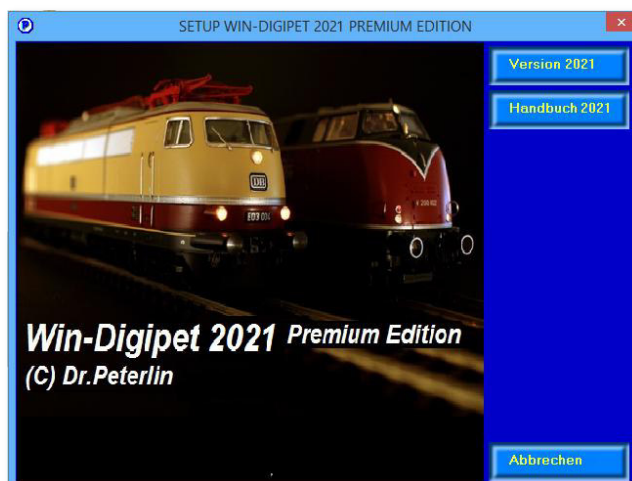 SETUP WIN-DIGIPET 2021 PREMIUM EDITION
Version 2021
Handbuch 2021
DB
E03 004
Win-Digipet 2021 Premium Edition
(C) Dr.Peterlin
Abbrechen